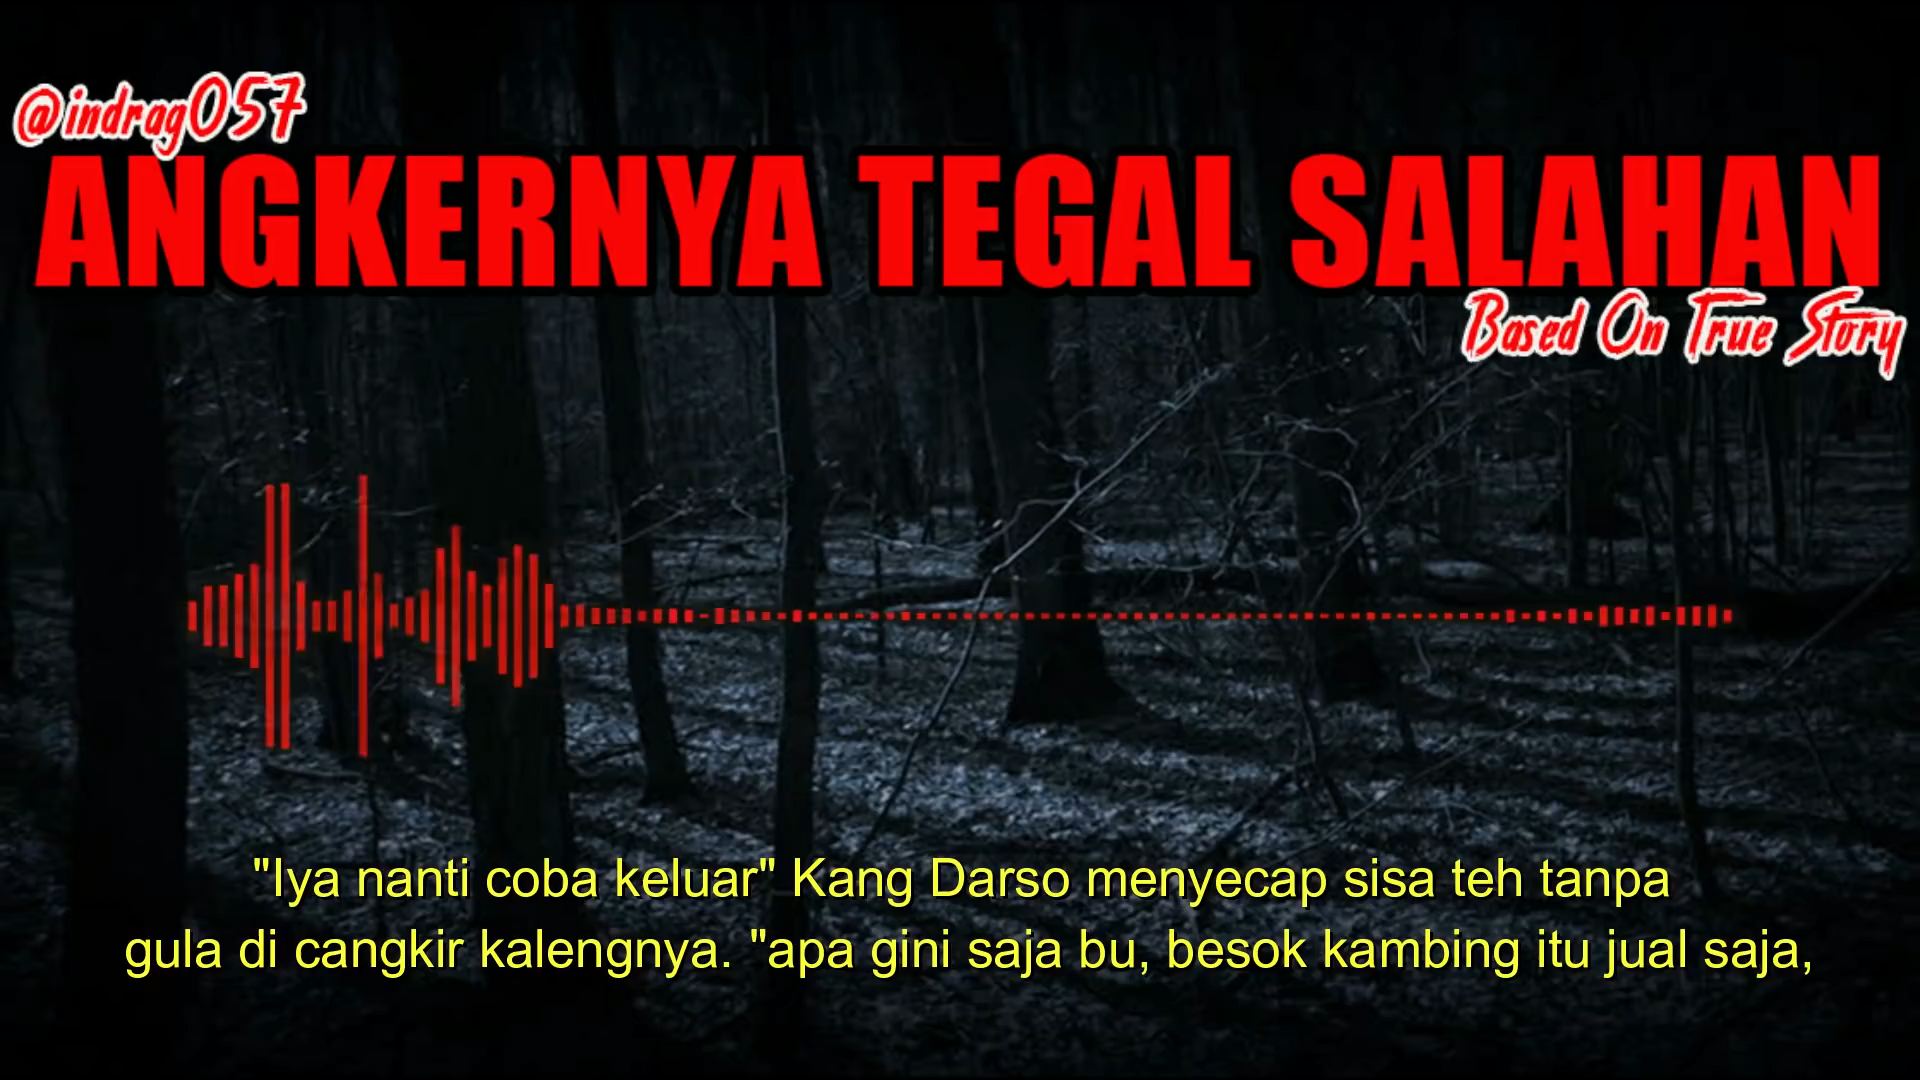 @indrag057
ANGKERNYA TEGAL SALAHAN
Based On True Story
"Iya nanti coba keluar" Kang Darso menyecap sisa teh tanpa
gula di cangkir kalengnya. "apa gini saja bu, besok kambing itu jual saja,